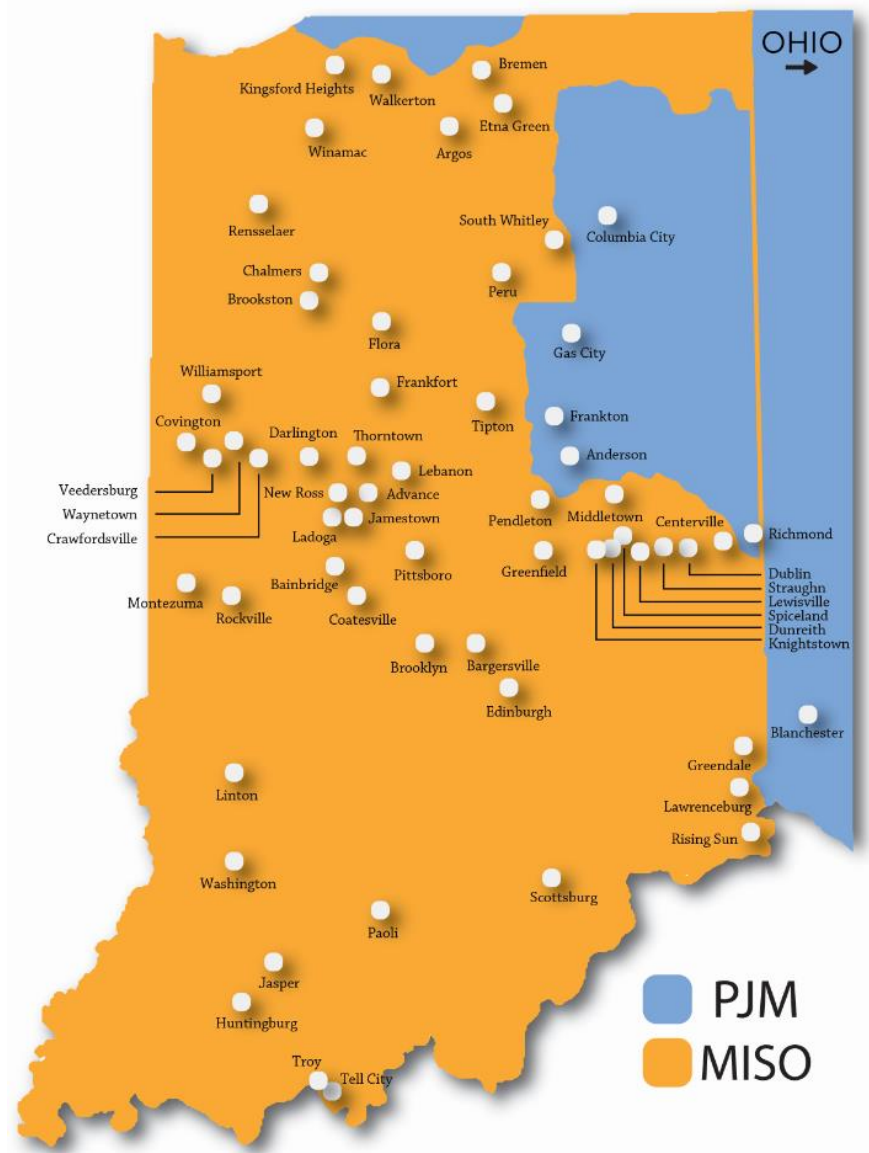 OHIO
Bremen
Kingsford Heights
Walkerton
Etna Green
Winamac
Argos
South Whitley
Columbia City
Rensselaer
Chalmers
Peru
Brookston
Flora
Gas City
Williamsport
Frankfort
Tipton
Frankton
Covington
Darlington
Thorntown
Anderson
Lebanon
Veedersburg
New Ross
Advance
Pendleton
Middletown
Centerville
Waynetown
Jamestown
Richmond
Crawfordsville
Ladoga
Bainbridge
Pittsboro
Greenfield
Dublin
Straughn
Montezuma
Rockville
Coatesville
Lewisville
Spiceland
Dunreith
Knightstown
Brooklyn
Bargersville
Edinburgh
Blanchester
Greendale
Linton
Lawrenceburg
Rising Sun
Washington
Scottsburg
Paoli
Jasper
PJM
Huntingburg
Troy
Tell City
MISO